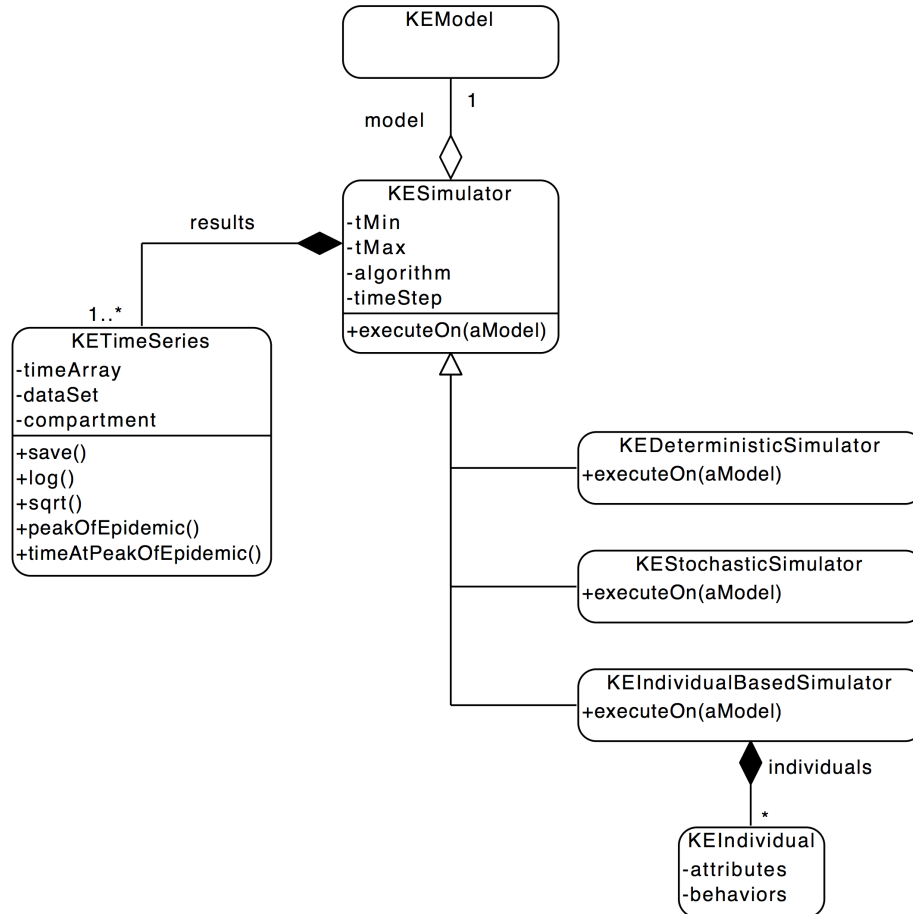 KEModel
1
model
KESimulator
-tMin
-tMax
-algorithm
-timeStep
+executeOn(aModel)
results
1..*
KETimeSeries
-timeArray
-dataSet
-compartment
+save()
+log()
+sqrt()
+peakOfEpidemic()
+timeAtPeakOfEpidemic()
KEDeterministicSimulator
+executeOn(aModel)
KEStochasticSimulator
+executeOn(aModel)
KEIndividualBasedSimulator
+executeOn(aModel)
individuals
*
KEIndividual
-attributes
-behaviors